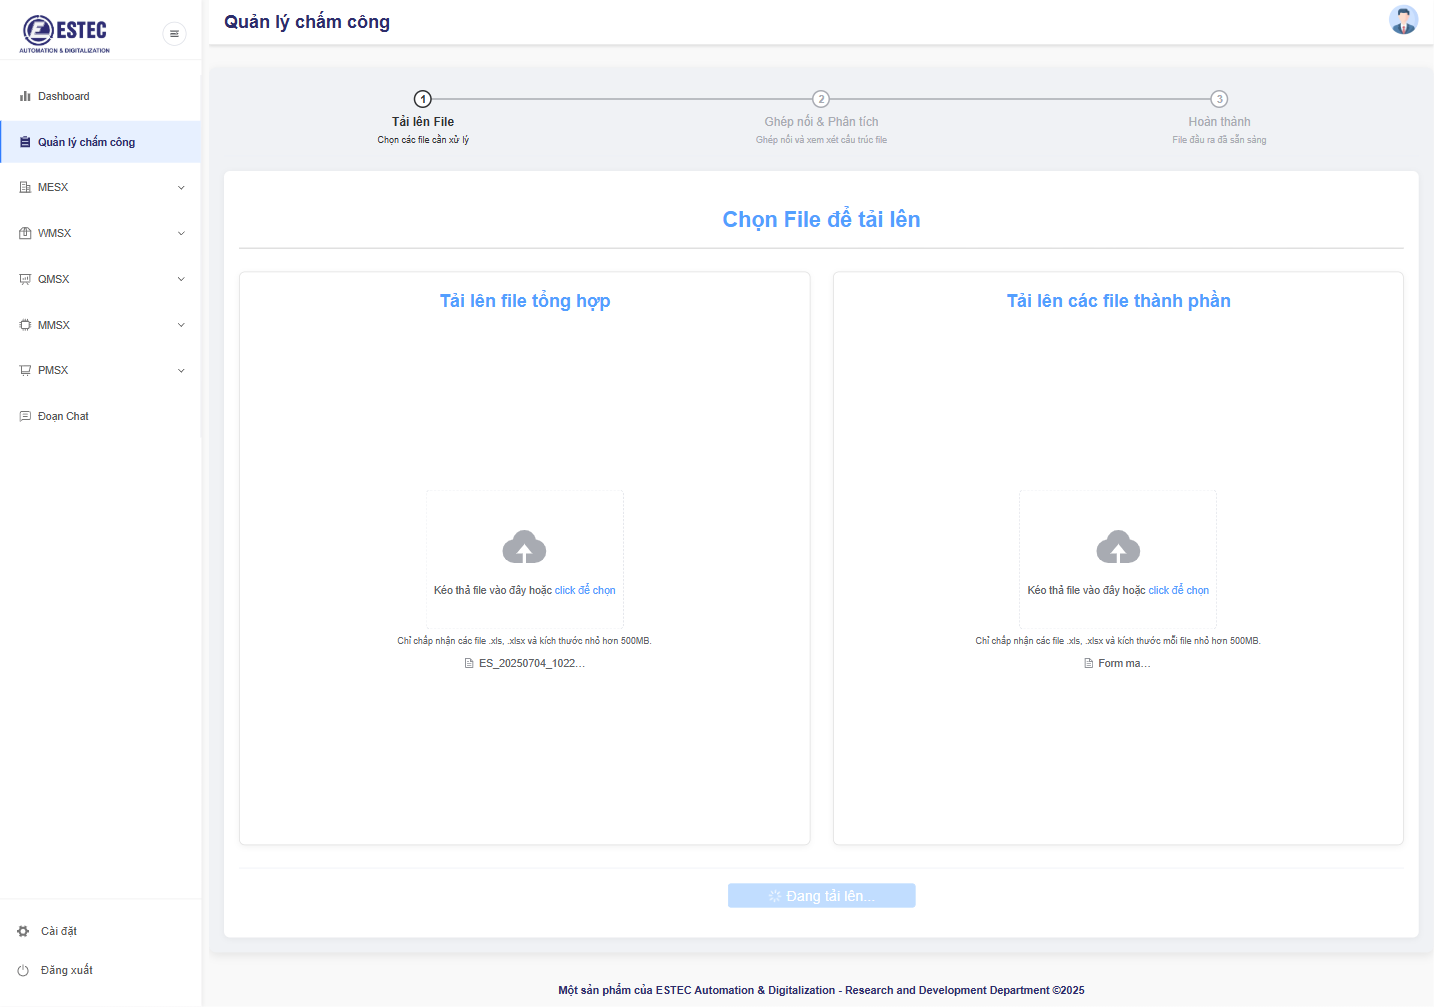 ESTEC
AUTOMATION & DIGITALIZATION
Quản lý chấm công
Dashboard
Quản lý chấm công
MESX
WMSX
QMSX
MMSX
PMSX
Đoạn Chat
Cài đặt
Đăng xuất
1
Tải lên File
Chọn các file cần xử lý
2
Ghép nối & Phân tích
Ghép nối và xem xét cấu trúc file
3
Hoàn thành
File đầu ra đã sẵn sàng
Chọn File để tải lên
Tải lên file tổng hợp
Kéo thả file vào đây hoặc click để chọn
Chỉ chấp nhận các file .xls, .xlsx và kích thước nhỏ hơn 500MB.
ES_20250704_1022...
Tải lên các file thành phần
Kéo thả file vào đây hoặc click để chọn
Chỉ chấp nhận các file .xls, .xlsx và kích thước mỗi file nhỏ hơn 500MB.
Form ma...
Đang tải lên...
Một sản phẩm của ESTEC Automation & Digitalization - Research and Development Department ©2025